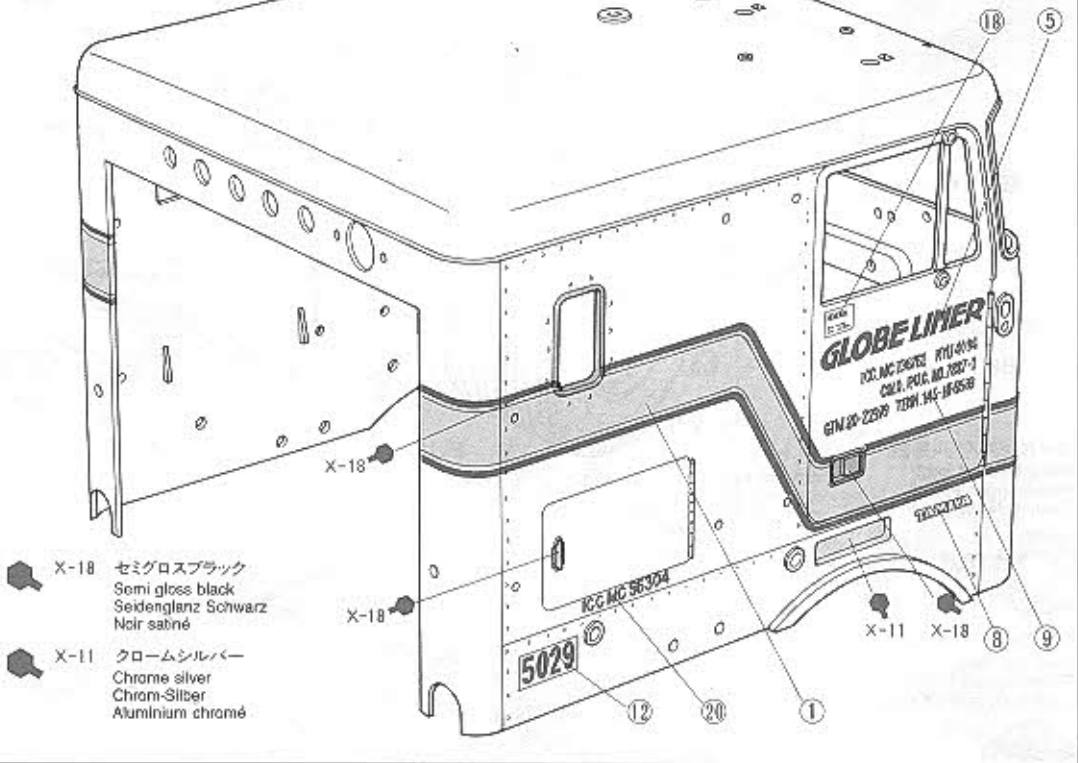 18
5
GLOBE LINER
8
9
TAMIYA
X-18
ICC MC 56304
X-18
5029
X-11
X-18
12
20
1
X-18 セミグロスブラック
Semi gloss black
Seidenglanz Schwarz
Noir satiné
X-11 クロームシルバー
Chrome silver
Chrom-Silber
Aluminium chromé